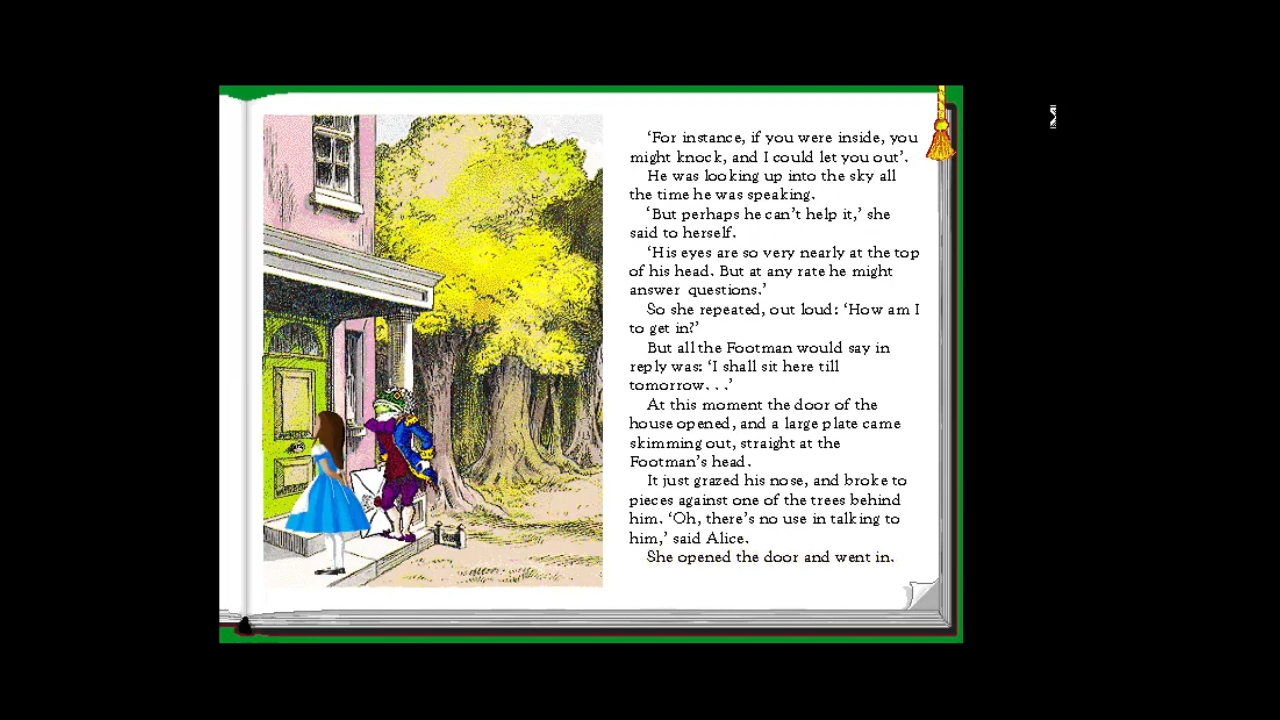 ‘For instance, if you were inside, you
might knock, and I could let you out’.
He was looking up into the sky all
the time he was speaking.
‘But perhaps he can’t help it,’ she
said to herself.
‘His eyes are so very nearly at the top
of his head. But at any rate he might
answer questions.’
So she repeated, out loud: ‘How am I
to get in?’
But all the Footman would say in
reply was: ‘I shall sit here till
tomorrow. . .’
At this moment the door of the
house opened, and a large plate came
skimming out, straight at the
Footman’s head.
It just grazed his nose, and broke to
pieces against one of the trees behind
him. ‘Oh, there’s no use in talking to
him,’ said Alice.
She opened the door and went in.